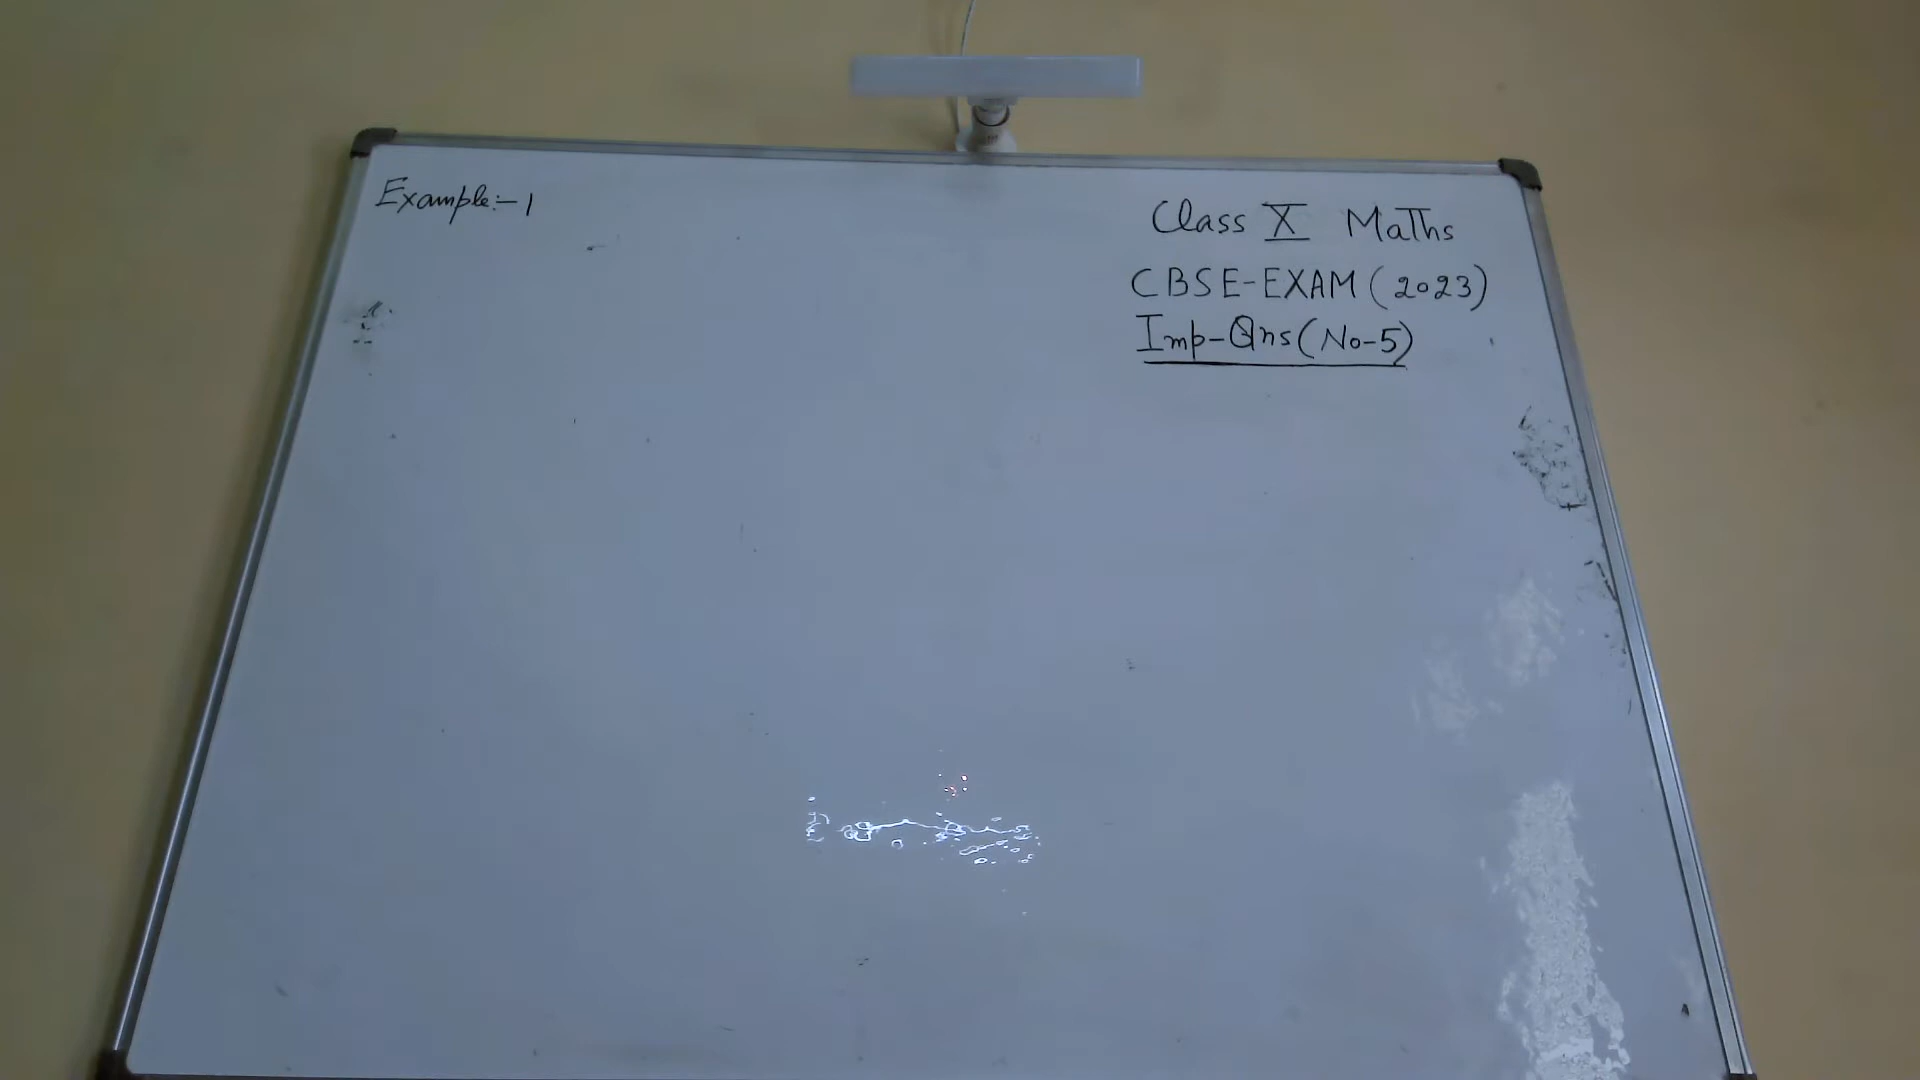 Example:- 1
Class X Maths
CBSE-EXAM (2023)
Imp-Qns (No-5)